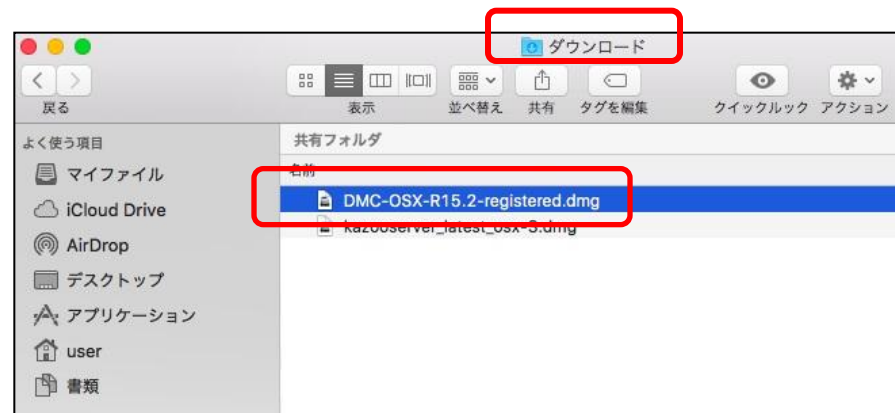 ダウンロード
戻る 表示 並べ替え 共有 タグを編集 クイックルック アクション
よく使う項目
マイファイル
iCloud Drive
AirDrop
デスクトップ
アプリケーション
user
書類
共有フォルダ
名前
DMC-OSX-R15.2-registered.dmg
kazooserver_latest_osx-3.dmg